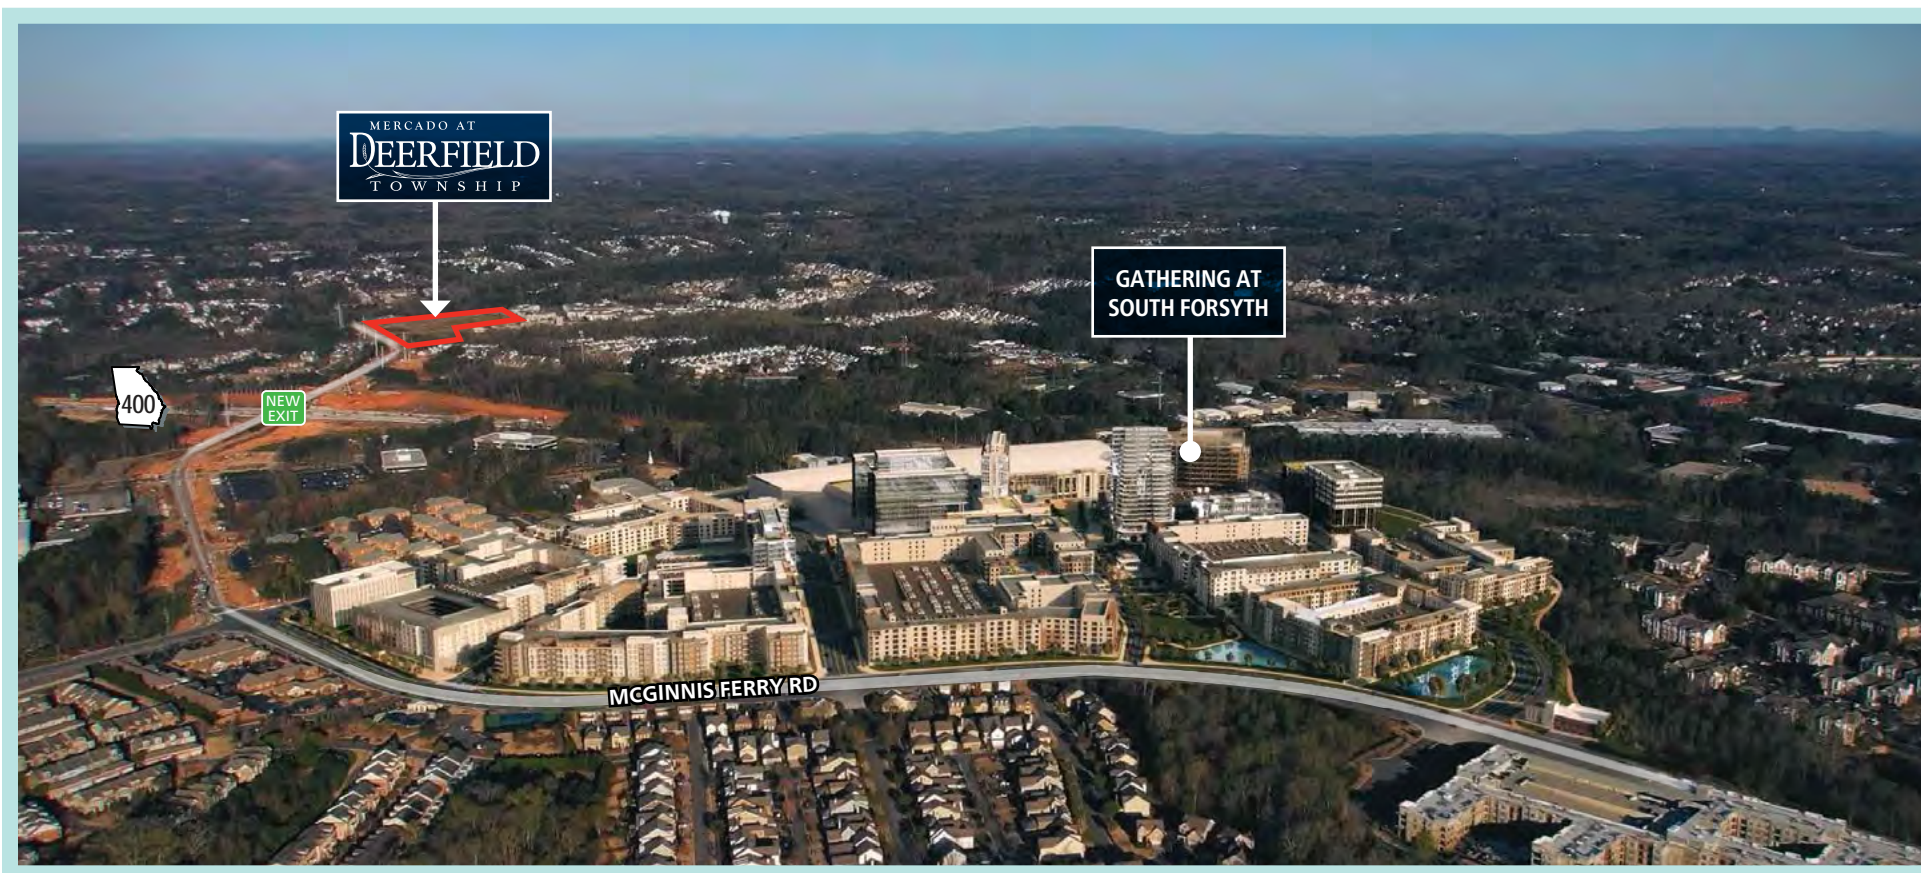 MERCADO AT
DEERFIELD
TOWNSHIP
GATHERING AT
SOUTH FORSYTH
400
NEW
EXIT
MCGINNIS FERRY RD